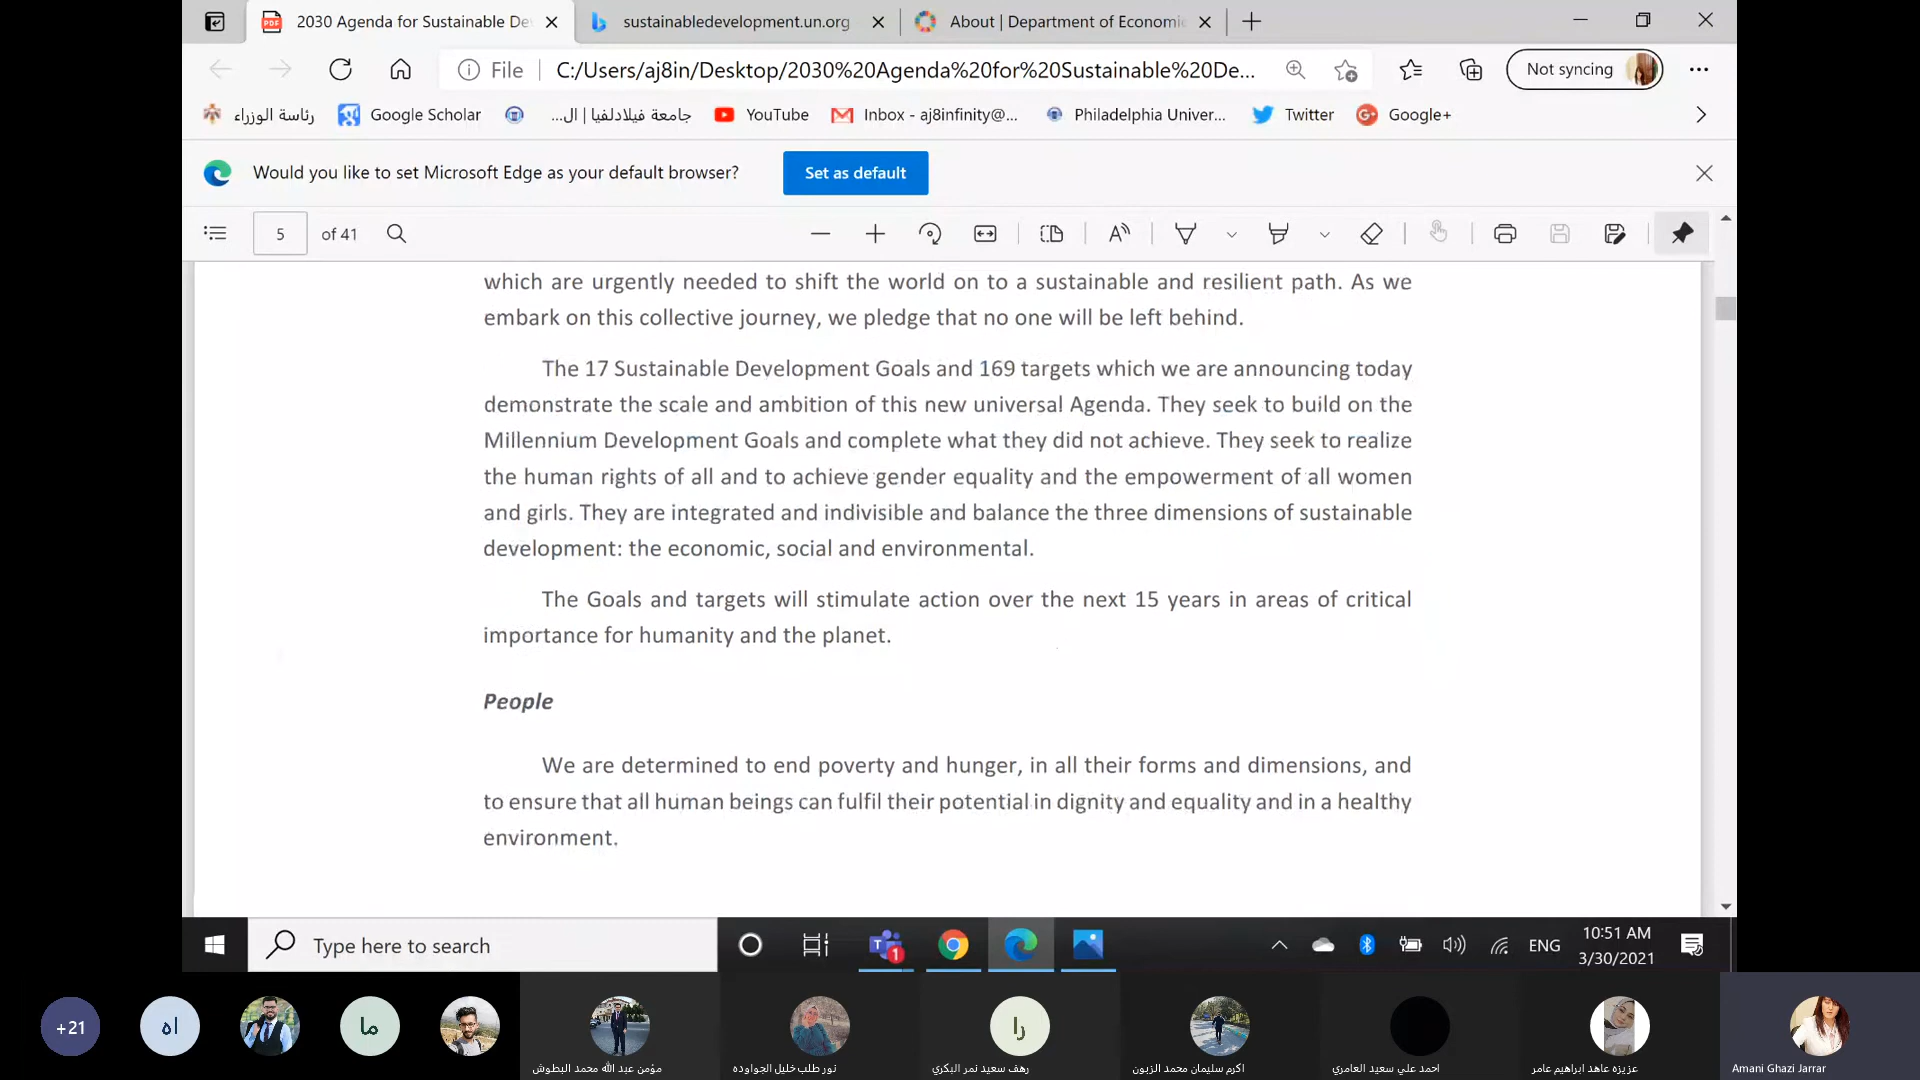 2030 Agenda for Sustainable De
sustainabledevelopment.un.org
About | Department of Economic
File
C:/Users/aj8in/Desktop/2030%20Agenda%20for%20Sustainable%20De...
Not syncing
رئاسة الوزراء
Google Scholar
جامعة فيلادلفيا | ال...
YouTube
Inbox - aj8infinity@...
Philadelphia Univer...
Twitter
Google+
Would you like to set Microsoft Edge as your default browser?
Set as default
5 of 41
which are urgently needed to shift the world on to a sustainable and resilient path. As we
embark on this collective journey, we pledge that no one will be left behind.
The 17 Sustainable Development Goals and 169 targets which we are announcing today
demonstrate the scale and ambition of this new universal Agenda. They seek to build on the
Millennium Development Goals and complete what they did not achieve. They seek to realize
the human rights of all and to achieve gender equality and the empowerment of all women
and girls. They are integrated and indivisible and balance the three dimensions of sustainable
development: the economic, social and environmental.
The Goals and targets will stimulate action over the next 15 years in areas of critical
importance for humanity and the planet.
People
We are determined to end poverty and hunger, in all their forms and dimensions, and
to ensure that all human beings can fulfil their potential in dignity and equality and in a healthy
environment.
Type here to search
1
ENG
10:51 AM
3/30/2021
+21
اه
ما
را
مؤمن عبد الله محمد البطوش
نور طلب خليل الجواوده
رهف سعيد نمر البكري
اكرم سليمان محمد الزبون
احمد علي سعيد العامري
عزيزه عاهد ابراهيم عامر
Amani Ghazi Jarrar